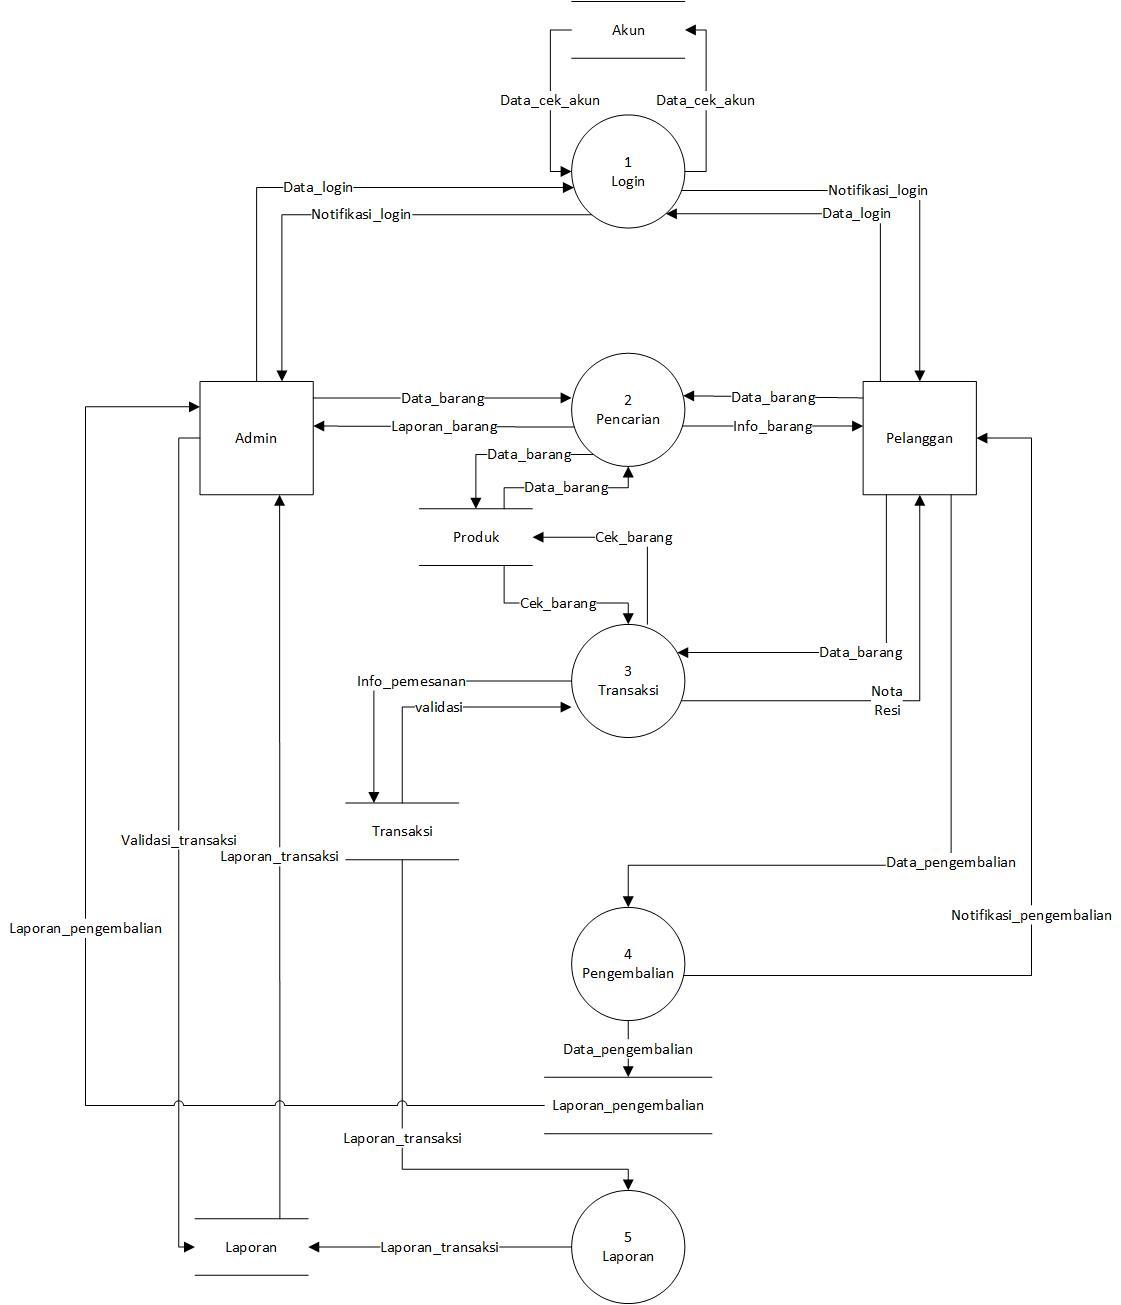 Akun
Data_cek_akun
Data_cek_akun
1
Login
Data_login
Notifikasi_login
Notifikasi_login
Data_login
2
Pencarian
Data_barang
Data_barang
Laporan_barang
Info_barang
Admin
Pelanggan
Data_barang
Data_barang
Produk
Cek_barang
Cek_barang
Data_barang
3
Transaksi
Info_pemesanan
Nota
Resi
validasi
Transaksi
Validasi_transaksi
Laporan_transaksi
Data_pengembalian
Notifikasi_pengembalian
Laporan_pengembalian
4
Pengembalian
Data_pengembalian
Laporan_pengembalian
Laporan_transaksi
5
Laporan
Laporan_transaksi
Laporan